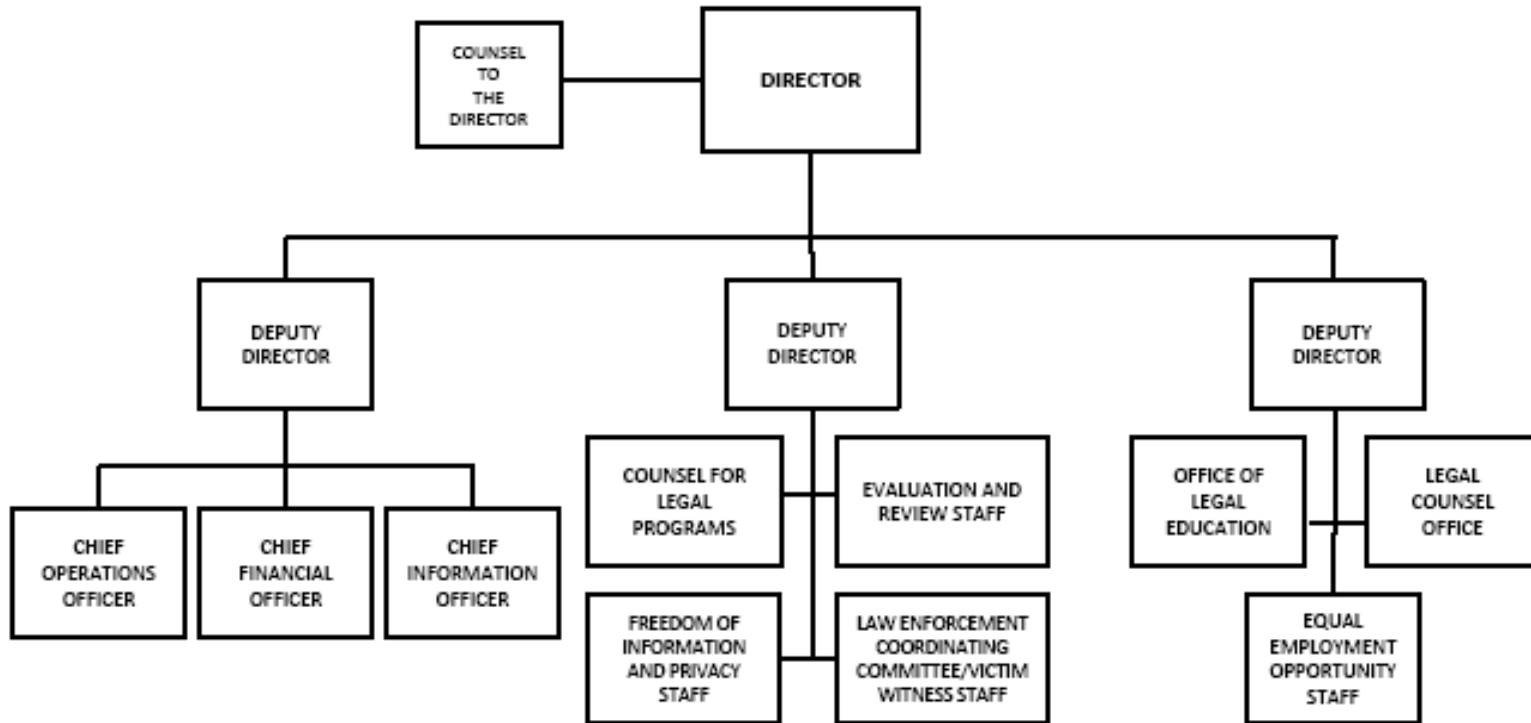 COUNSEL
TO
THE
DIRECTOR
DIRECTOR
DEPUTY
DIRECTOR
DEPUTY
DIRECTOR
DEPUTY
DIRECTOR
CHIEF
OPERATIONS
OFFICER
CHIEF
FINANCIAL
OFFICER
CHIEF
INFORMATION
OFFICER
COUNSEL FOR
LEGAL
PROGRAMS
EVALUATION AND
REVIEW STAFF
FREEDOM OF
INFORMATION
AND PRIVACY
STAFF
LAW ENFORCEMENT
COORDINATING
COMMITTEE/VICTIM
WITNESS STAFF
OFFICE OF
LEGAL
EDUCATION
LEGAL
COUNSEL
OFFICE
EQUAL
EMPLOYMENT
OPPORTUNITY
STAFF